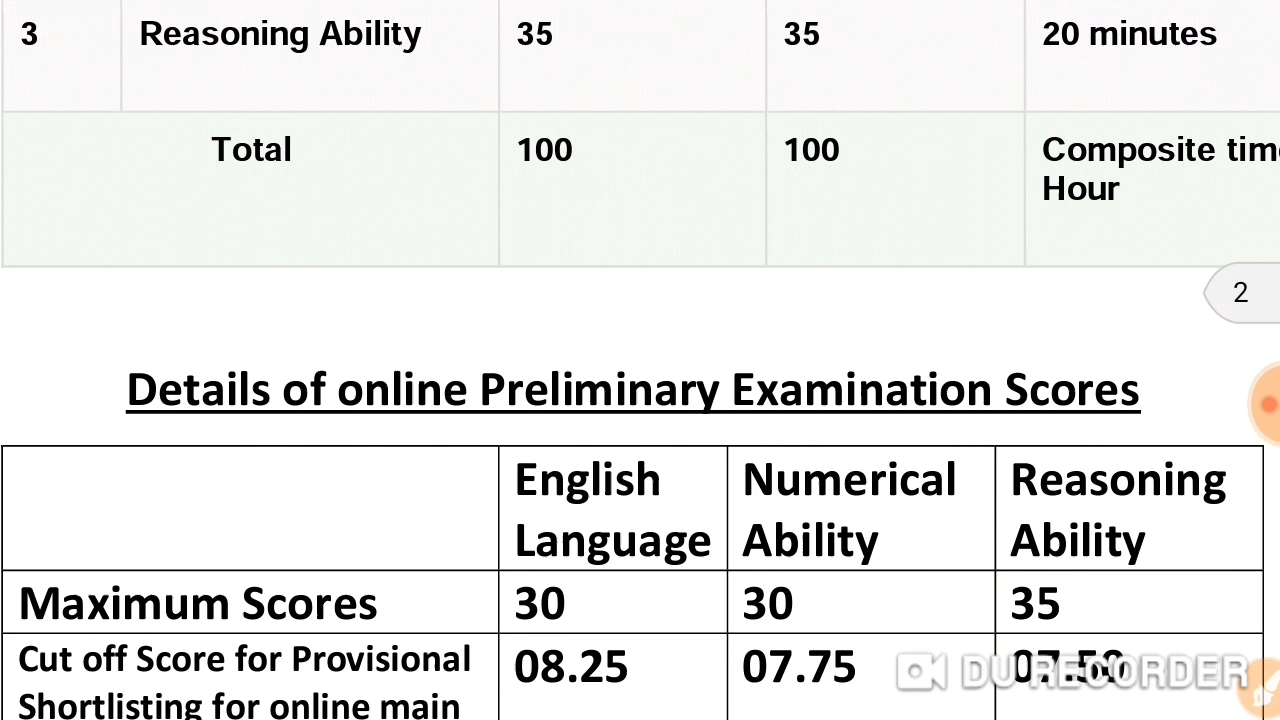 3 Reasoning Ability 35 35 20 minutes
Total 100 100 Composite
Hour
2
Details of online Preliminary Examination Scores
English Numerical Reasoning
Language Ability Ability
Maximum Scores 30 30 35
Cut off Score for Provisional 08.25 07.75
Shortlisting for online main
DU RECORDER